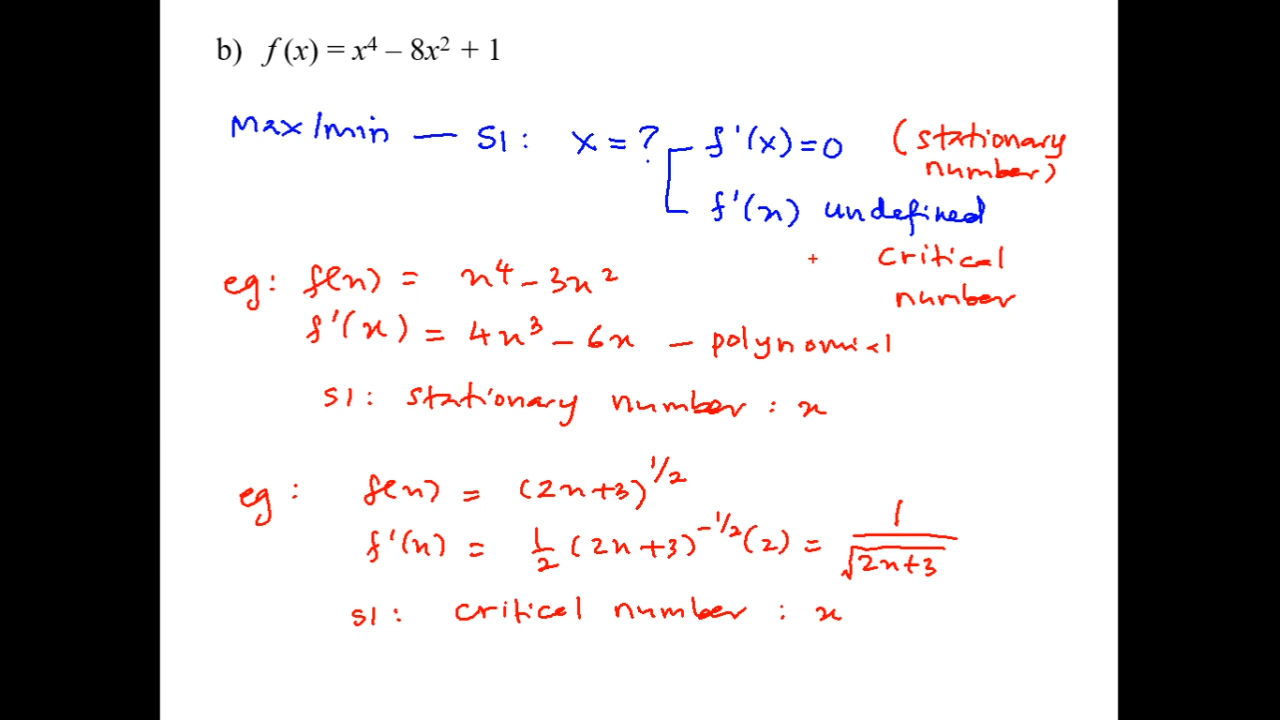 b) f (x) = x⁴ – 8x² + 1
Max/min — S1 : x = ? f'(x) = 0 (stationary number)
f'(x) undefined
+ critical number
eg : f(x) = x⁴ - 3x²
f'(x) = 4x³ - 6x - polynomial
S1 : stationary number : x
eg : f(x) = (2x+3)^1/2
f'(x) = 1/2 (2x+3)^-1/2 (2) = 1/√2x+3
S1 : critical number : x